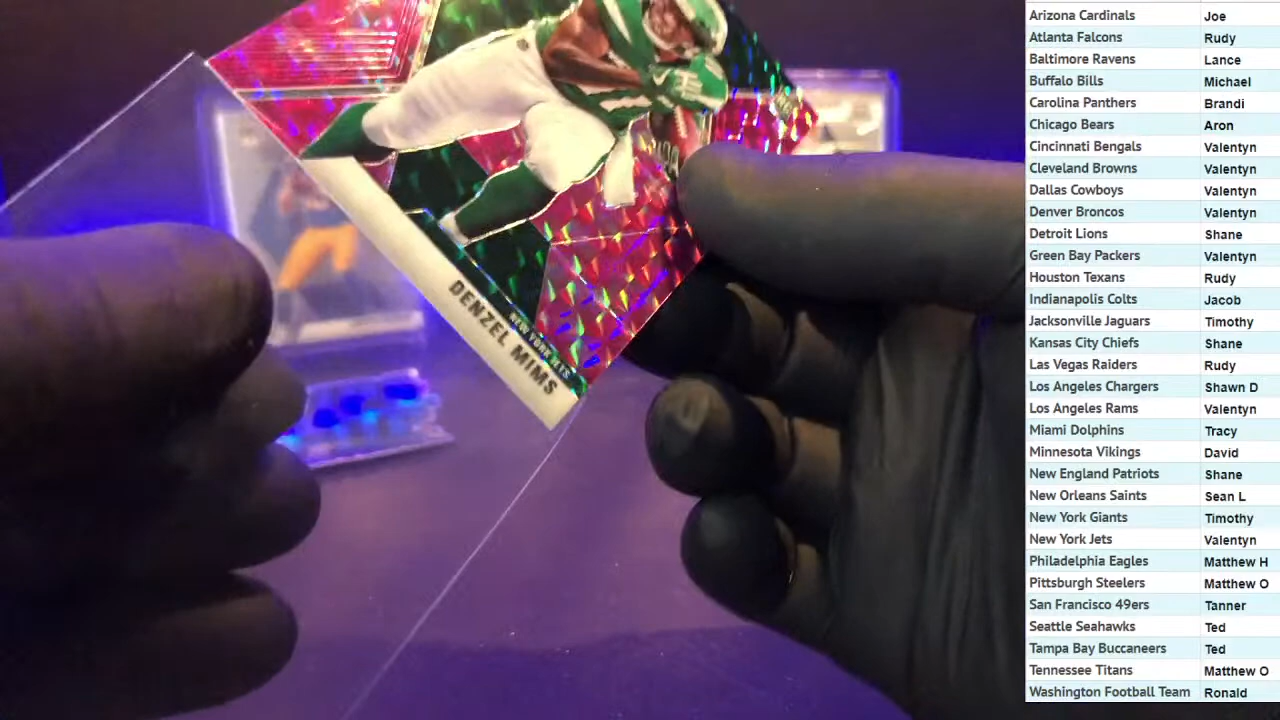 DENZEL MIMS
NEW YORK JETS
Arizona Cardinals Joe
Atlanta Falcons Rudy
Baltimore Ravens Lance
Buffalo Bills Michael
Carolina Panthers Brandi
Chicago Bears Aron
Cincinnati Bengals Valentyn
Cleveland Browns Valentyn
Dallas Cowboys Valentyn
Denver Broncos Valentyn
Detroit Lions Shane
Green Bay Packers Valentyn
Houston Texans Rudy
Indianapolis Colts Jacob
Jacksonville Jaguars Timothy
Kansas City Chiefs Shane
Las Vegas Raiders Rudy
Los Angeles Chargers Shawn D
Los Angeles Rams Valentyn
Miami Dolphins Tracy
Minnesota Vikings David
New England Patriots Shane
New Orleans Saints Sean L
New York Giants Timothy
New York Jets Valentyn
Philadelphia Eagles Matthew H
Pittsburgh Steelers Matthew O
San Francisco 49ers Tanner
Seattle Seahawks Ted
Tampa Bay Buccaneers Ted
Tennessee Titans Matthew O
Washington Football Team Ronald